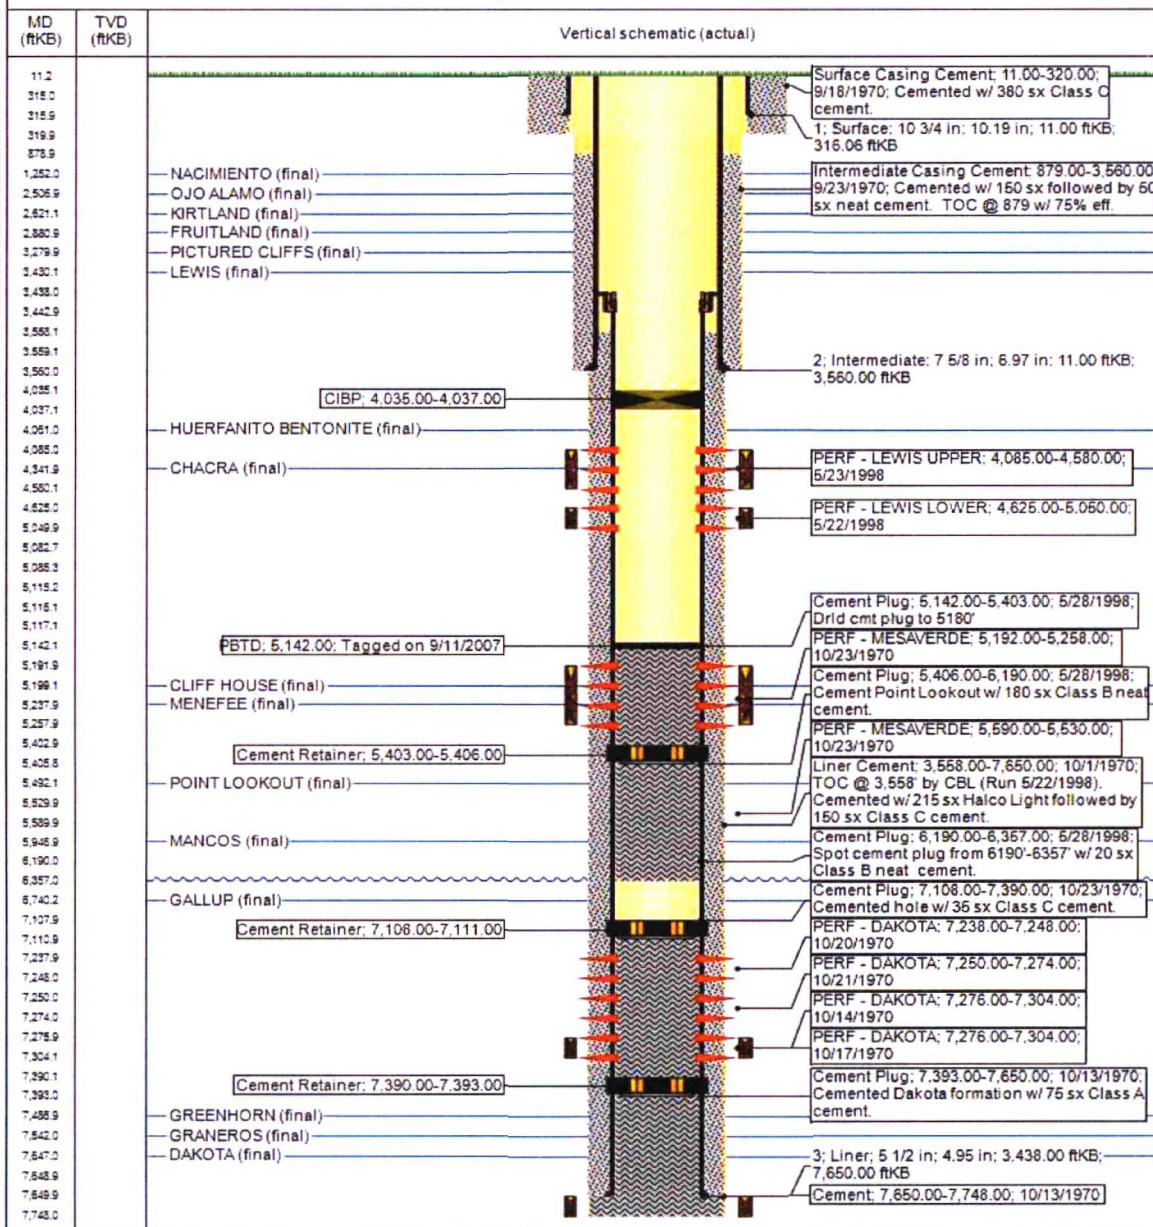 MD
(ftKB)
TVD
(ftKB)
Vertical schematic (actual)
11.2
315.0
315.9
319.9
878.9
1,252.0
2,505.9
2,621.1
2,880.9
3,279.9
3,430.1
3,438.0
3,442.9
3,558.1
3,559.1
3,560.0
4,035.1
4,037.1
4,061.0
4,085.0
4,341.9
4,580.1
4,625.0
5,049.9
5,082.7
5,085.3
5,115.2
5,116.1
5,117.1
5,142.1
5,191.9
5,199.1
5,237.9
5,257.9
5,402.9
5,405.8
5,492.1
5,529.9
5,589.9
5,946.9
6,190.0
6,357.0
6,740.2
7,107.9
7,110.9
7,237.9
7,248.0
7,250.0
7,274.0
7,275.9
7,304.1
7,390.1
7,393.0
7,486.9
7,542.0
7,647.0
7,648.9
7,649.9
7,748.0
NACIMIENTO (final)
OJO ALAMO (final)
KIRTLAND (final)
FRUITLAND (final)
PICTURED CLIFFS (final)
LEWIS (final)
CIBP; 4,035.00-4,037.00
HUERFANITO BENTONITE (final)
CHACRA (final)
PBTD; 5,142.00; Tagged on 9/11/2007
CLIFF HOUSE (final)
MENEFEE (final)
Cement Retainer; 5,403.00-5,406.00
POINT LOOKOUT (final)
MANCOS (final)
GALLUP (final)
Cement Retainer; 7,108.00-7,111.00
Cement Retainer; 7,390.00-7,393.00
GREENHORN (final)
GRANEROS (final)
DAKOTA (final)
Surface Casing Cement; 11.00-320.00;
9/18/1970; Cemented w/ 380 sx Class C
cement.
1; Surface; 10 3/4 in; 10.19 in; 11.00 ftKB;
316.06 ftKB
Intermediate Casing Cement; 879.00-3,560.00
9/23/1970; Cemented w/ 150 sx followed by 50
sx neat cement. TOC @ 879 w/ 75% eff.
2; Intermediate; 7 5/8 in; 6.97 in; 11.00 ftKB;
3,560.00 ftKB
PERF - LEWIS UPPER; 4,085.00-4,580.00;
5/23/1998
PERF - LEWIS LOWER; 4,625.00-5,050.00;
5/22/1998
Cement Plug; 5,142.00-5,403.00; 5/28/1998;
Drld cmt plug to 5180'
PERF - MESAVERDE; 5,192.00-5,258.00;
10/23/1970
Cement Plug; 5,406.00-6,190.00; 5/28/1998;
Cement Point Lookout w/ 180 sx Class B neat
cement.
PERF - MESAVERDE; 5,590.00-5,530.00;
10/23/1970
Liner Cement; 3,558.00-7,650.00; 10/1/1970;
TOC @ 3,558' by CBL (Run 5/22/1998).
Cemented w/ 215 sx Halco Light followed by
150 sx Class C cement.
Cement Plug; 6,190.00-6,357.00; 5/28/1998;
Spot cement plug from 6190'-6357' w/ 20 sx
Class B neat cement.
Cement Plug; 7,108.00-7,390.00; 10/23/1970;
Cemented hole w/ 35 sx Class C cement.
PERF - DAKOTA; 7,238.00-7,248.00;
10/20/1970
PERF - DAKOTA; 7,250.00-7,274.00;
10/21/1970
PERF - DAKOTA; 7,276.00-7,304.00;
10/14/1970
PERF - DAKOTA; 7,276.00-7,304.00;
10/17/1970
Cement Plug; 7,393.00-7,650.00; 10/13/1970;
Cemented Dakota formation w/ 75 sx Class A
cement.
3; Liner; 5 1/2 in; 4.95 in; 3,438.00 ftKB;
7,650.00 ftKB
Cement; 7,650.00-7,748.00; 10/13/1970